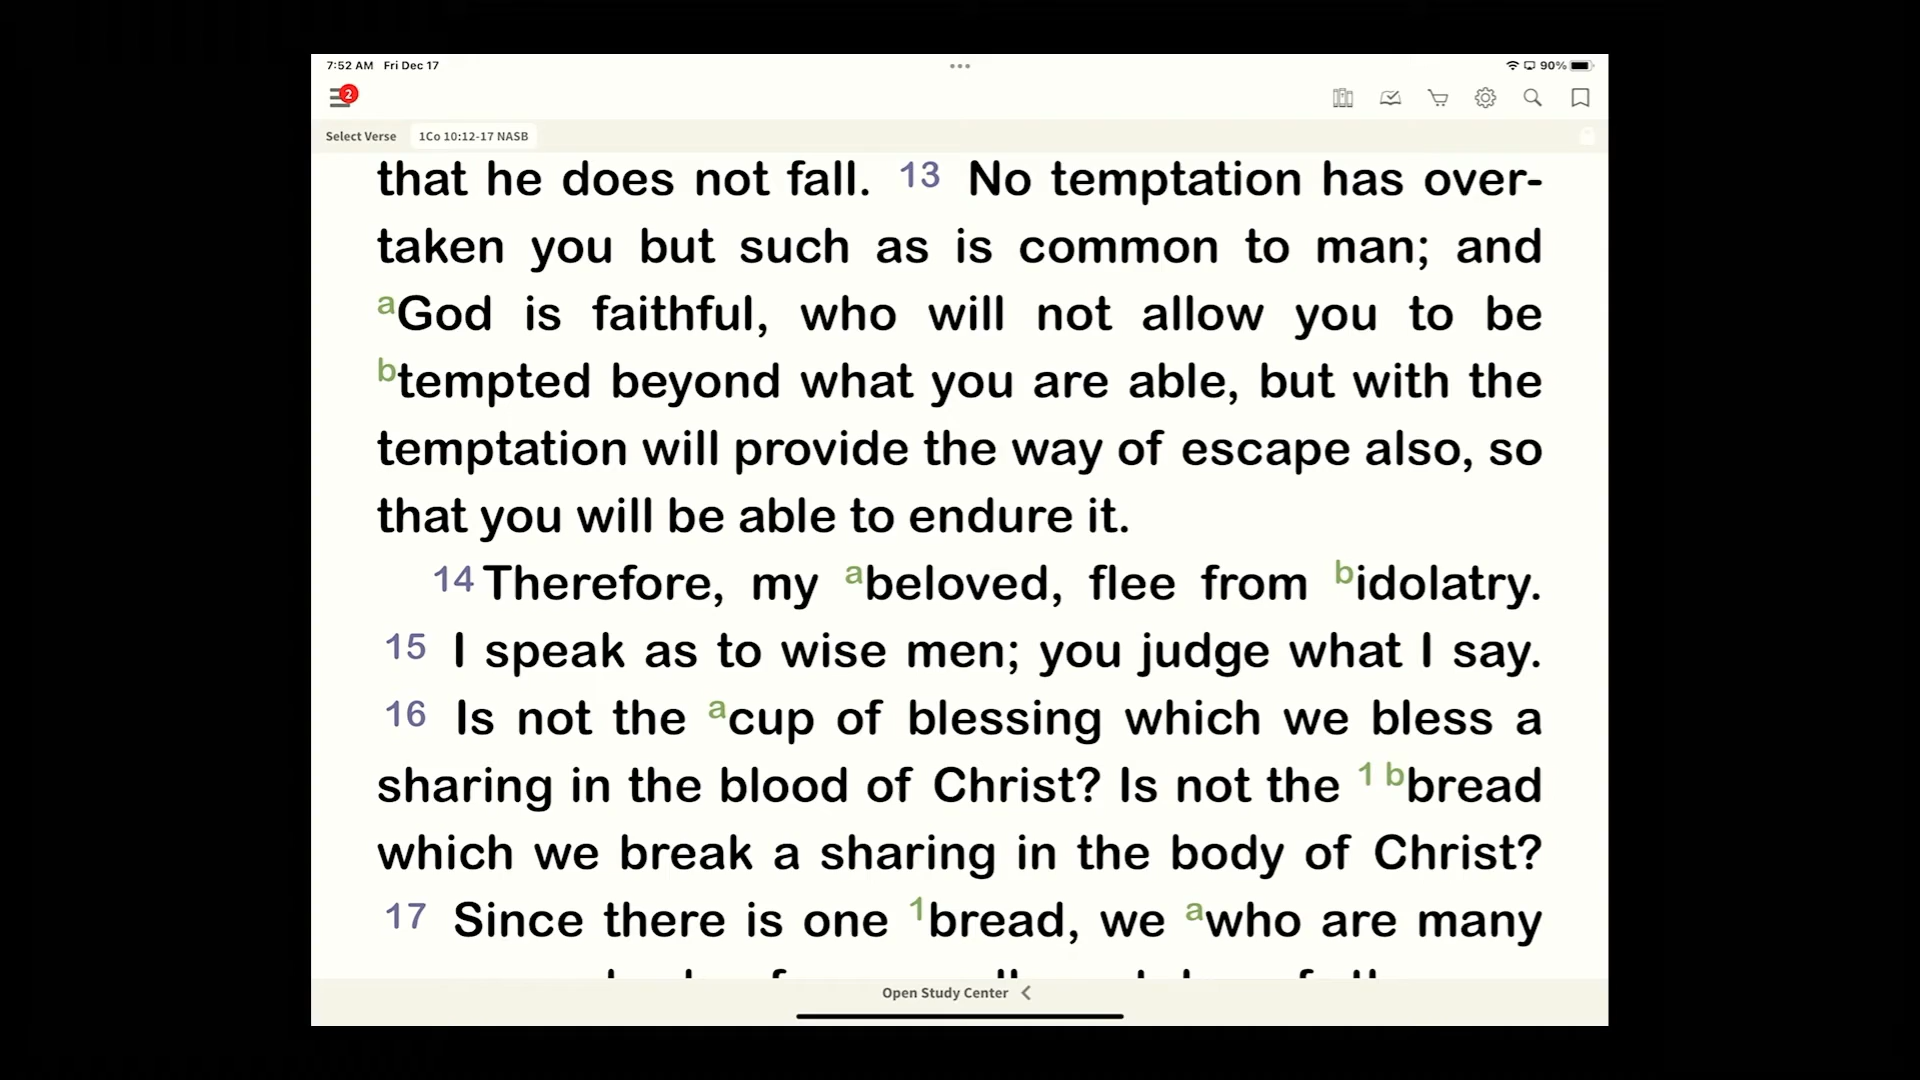 7:52 AM Fri Dec 17
90%
2
Select Verse 1Co 10:12-17 NASB
that he does not fall. 13 No temptation has over-
taken you but such as is common to man; and
aGod is faithful, who will not allow you to be
btempted beyond what you are able, but with the
temptation will provide the way of escape also, so
that you will be able to endure it.
14 Therefore, my abeloved, flee from bidolatry.
15 I speak as to wise men; you judge what I say.
16 Is not the acup of blessing which we bless a
sharing in the blood of Christ? Is not the 1 bbread
which we break a sharing in the body of Christ?
17 Since there is one 1bread, we awho are many
Open Study Center